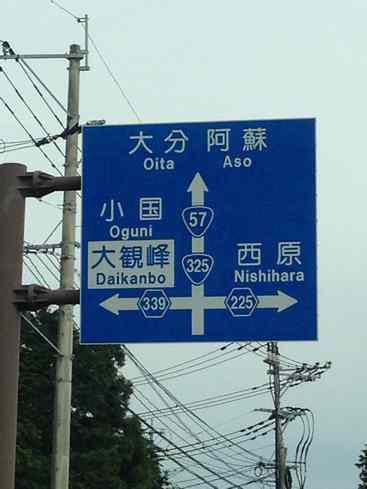 大分 阿蘇
Oita Aso
57
小国
Oguni
325
大観峰
Daikanbo
西原
Nishihara
339 225